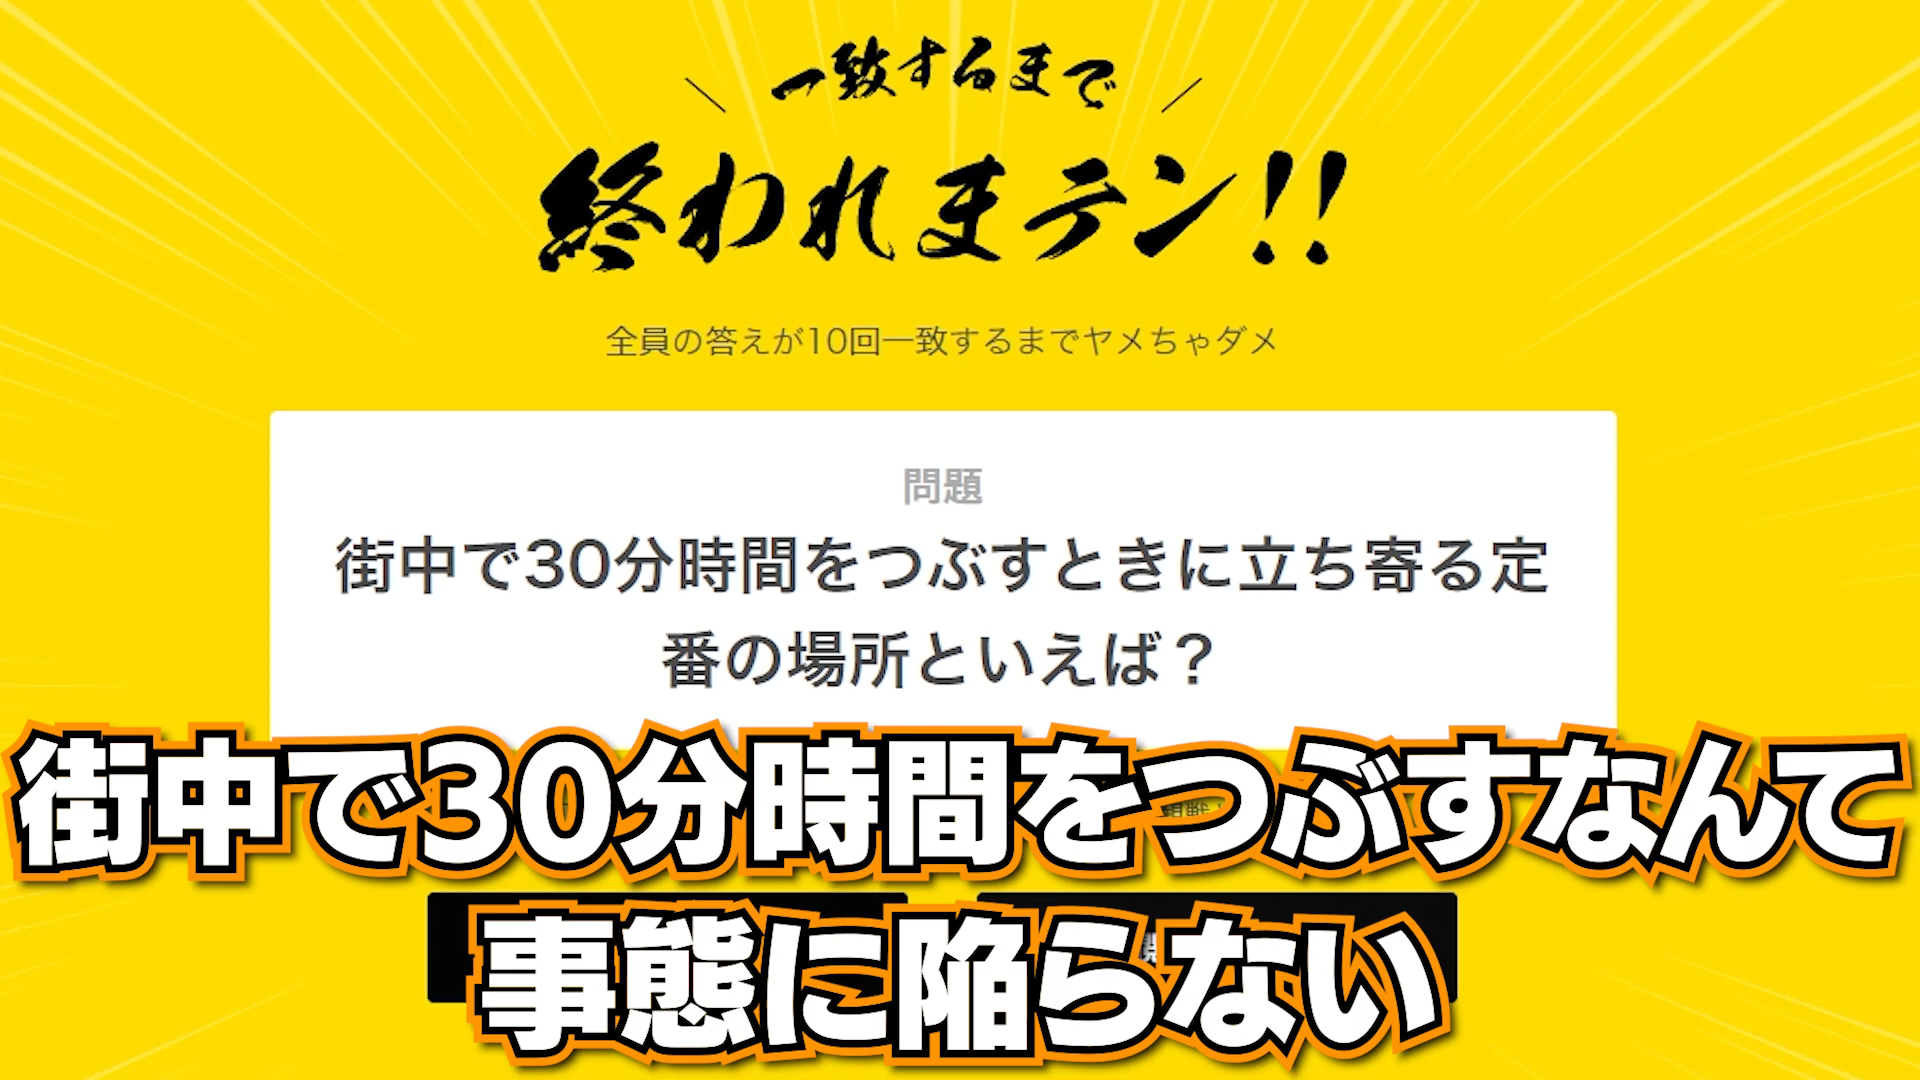 一致するまで
終われまテン!!
全員の答えが10回一致するまでヤメちゃダメ
問題
街中で30分時間をつぶすときに立ち寄る定
番の場所といえば？
街中で30分時間をつぶすなんて
事態に陥らない